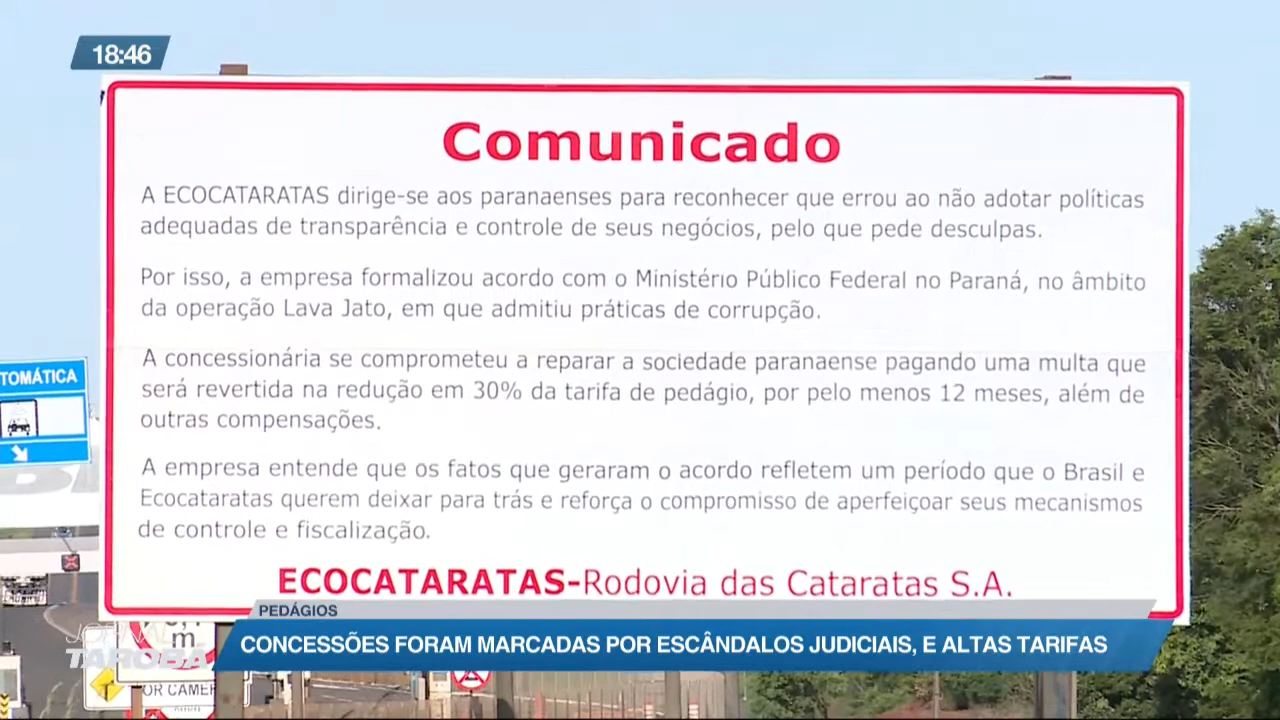 18:46
Comunicado
A ECOCATARATAS dirige-se aos paranaenses para reconhecer que errou ao não adotar políticas
adequadas de transparência e controle de seus negócios, pelo que pede desculpas.
Por isso, a empresa formalizou acordo com o Ministério Público Federal no Paraná, no âmbito
da operação Lava Jato, em que admitiu práticas de corrupção.
A concessionária se comprometeu a reparar a sociedade paranaense pagando uma multa que
será revertida na redução em 30% da tarifa de pedágio, por pelo menos 12 meses, além de
outras compensações.
A empresa entende que os fatos que geraram o acordo refletem um período que o Brasil e
Ecocataratas querem deixar para trás e reforça o compromisso de aperfeiçoar seus mecanismos
de controle e fiscalização.
ECOCATARATAS-Rodovia das Cataratas S.A.
TOMÁTICA
PEDÁGIOS
CONCESSÕES FORAM MARCADAS POR ESCÂNDALOS JUDICIAIS, E ALTAS TARIFAS
JORNAL
TAROBÁ
m
OR CAMER